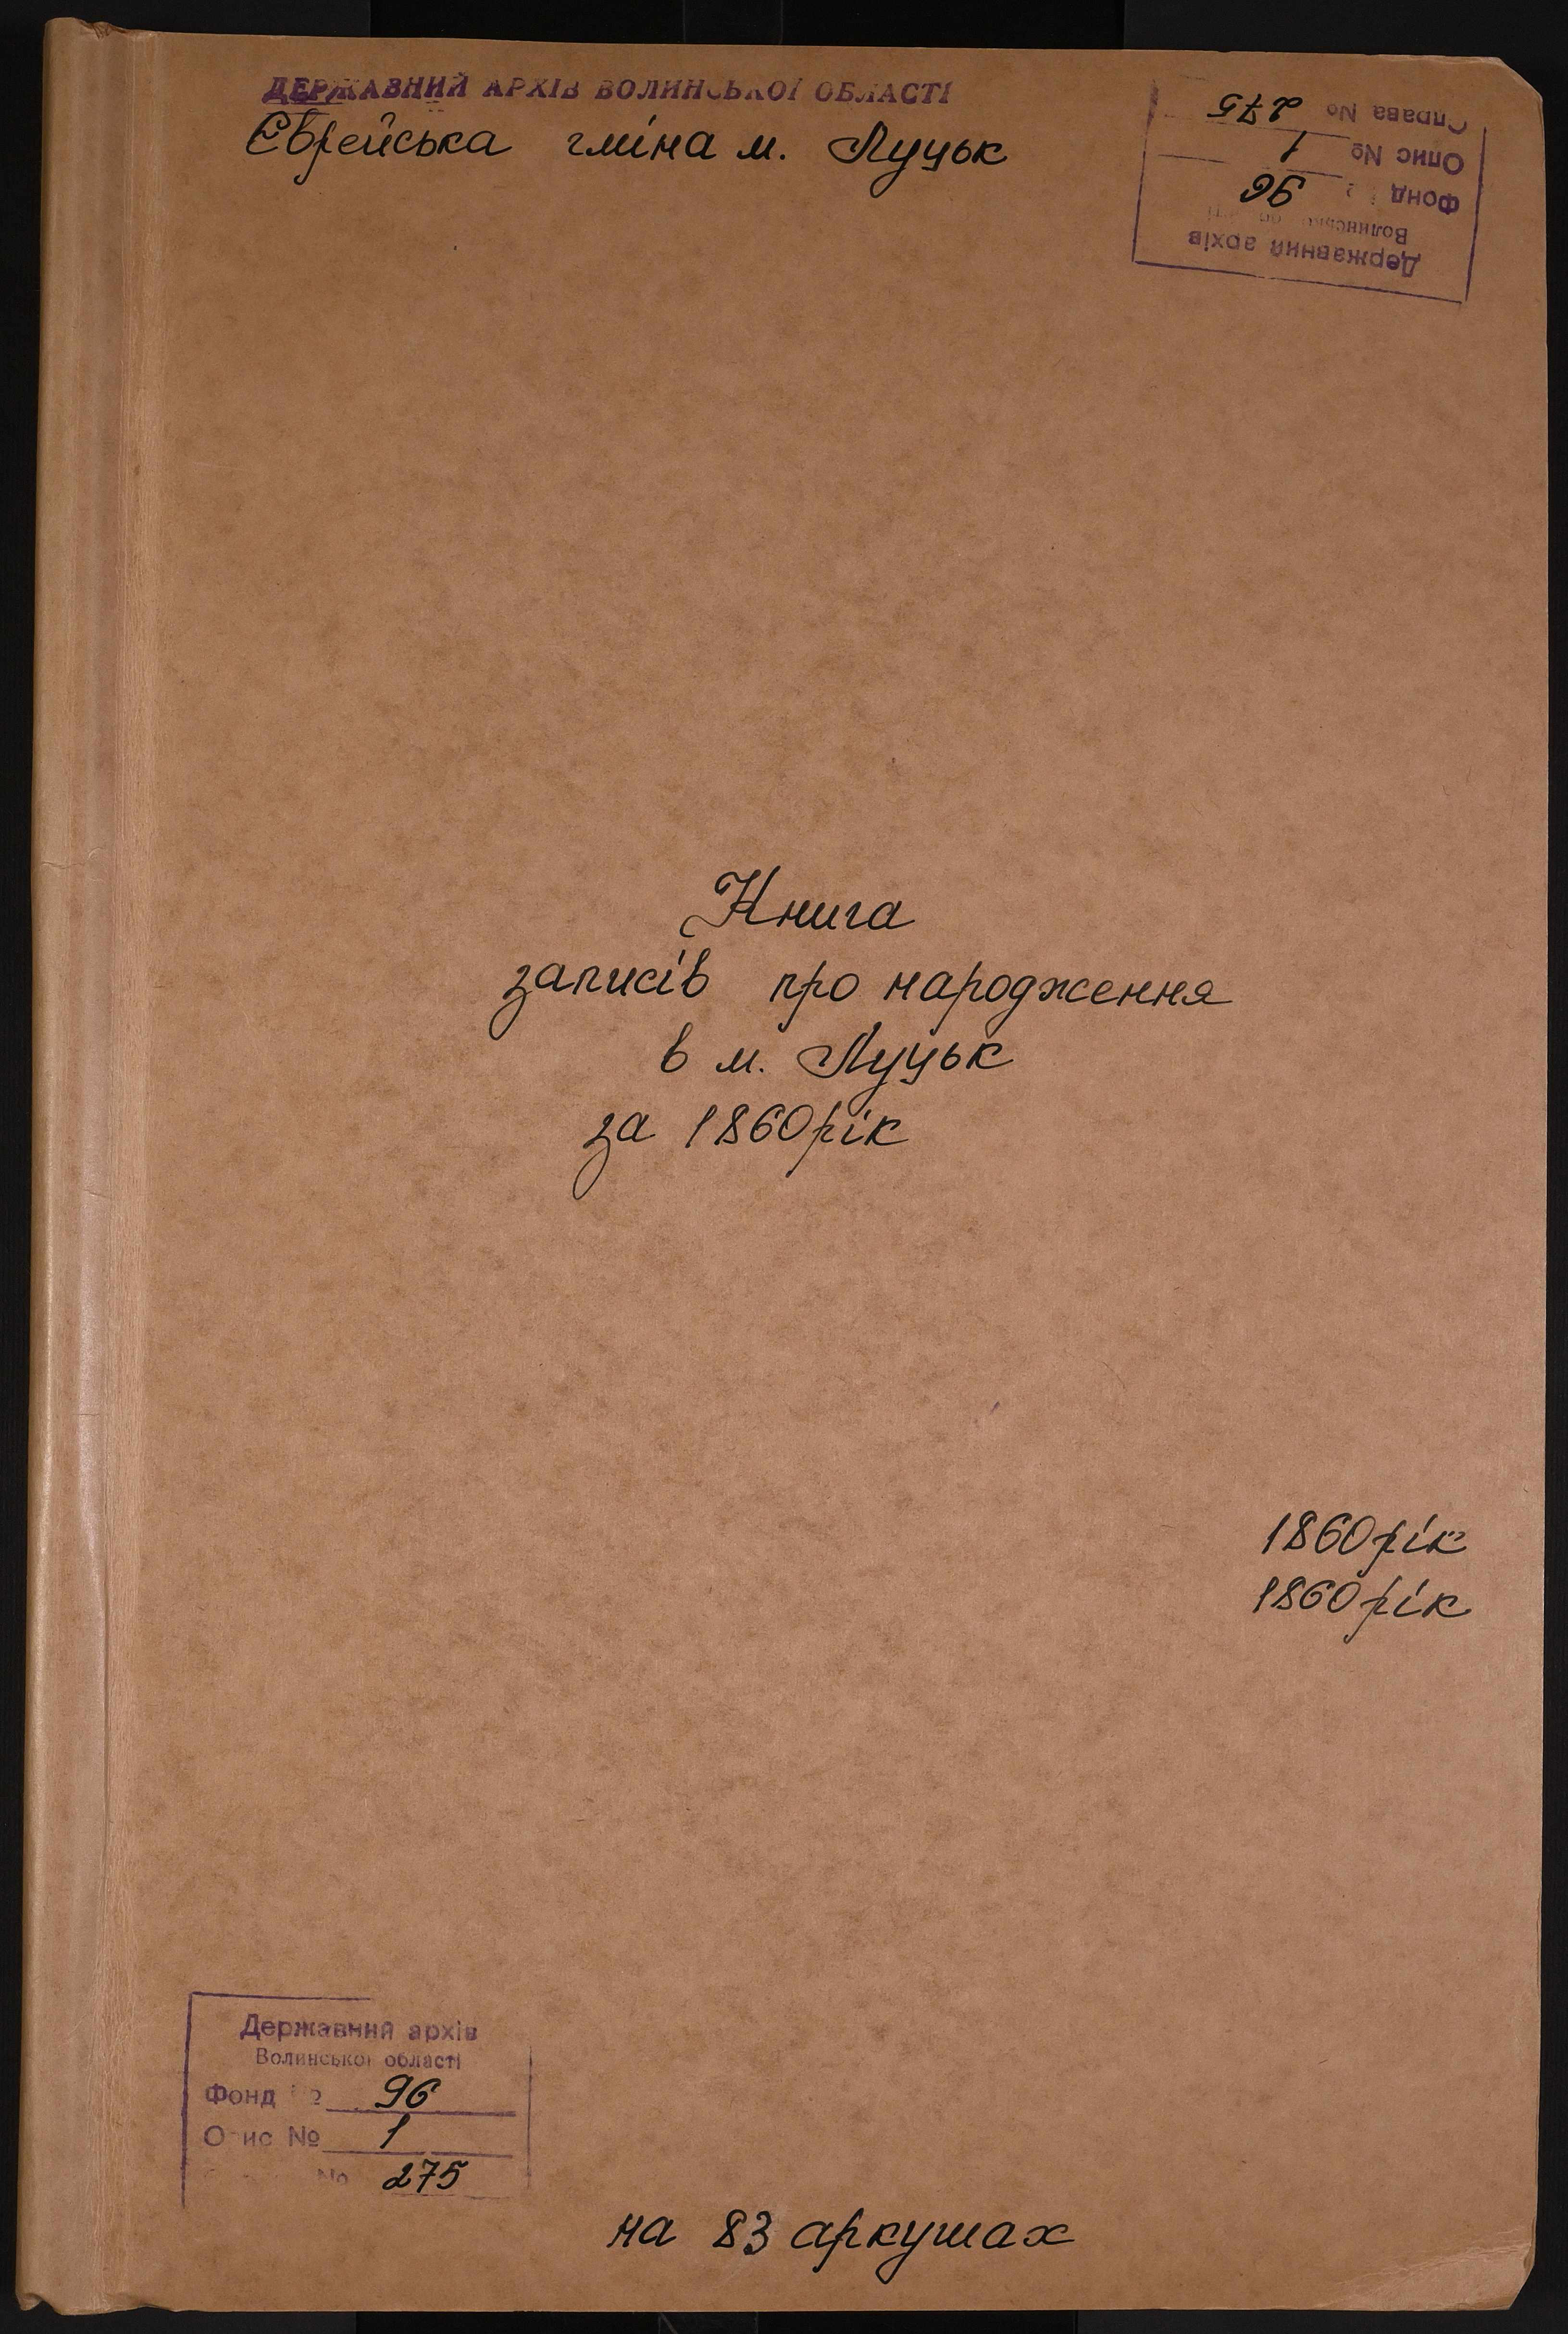 ДЕРЖАВНИЙ АРХІВ ВОЛИНСЬКОЇ ОБЛАСТІ
Єврейська гміна м. Луцьк
Державний архів
Волинської
Фонд 96
Опис № 1
Справа № 275
Книга
записів про народження
в м. Луцьк
за 1860 рік
1860 рік
1860 рік
Державний архів
Волинської області
Фонд № 96
Опис № 1
№ 275
на 83 аркушах